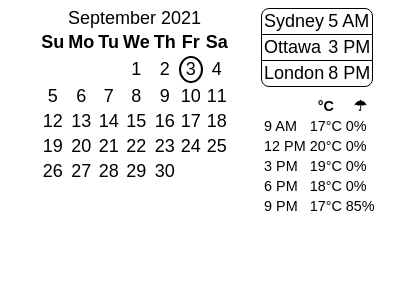 September 2021
Su Mo Tu We Th Fr Sa
1 2 3 4
5 6 7 8 9 10 11
12 13 14 15 16 17 18
19 20 21 22 23 24 25
26 27 28 29 30
Sydney 5 AM
Ottawa 3 PM
London 8 PM
°C ☂
9 AM 17°C 0%
12 PM 20°C 0%
3 PM 19°C 0%
6 PM 18°C 0%
9 PM 17°C 85%